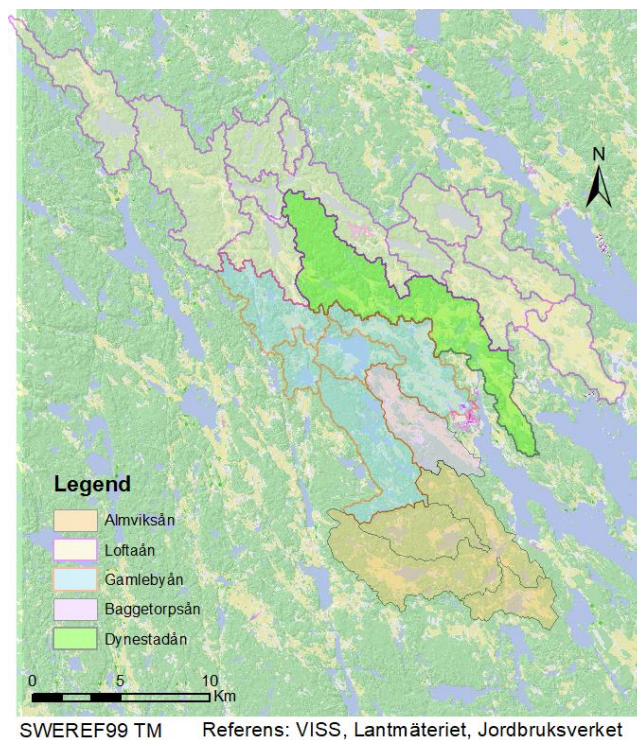 N
Legend
Almviksån
Loftaån
Gamlebyån
Baggetorpsån
Dynestadån
0 5 10
Km
SWEREF99 TM Referens: VISS, Lantmäteriet, Jordbruksverket